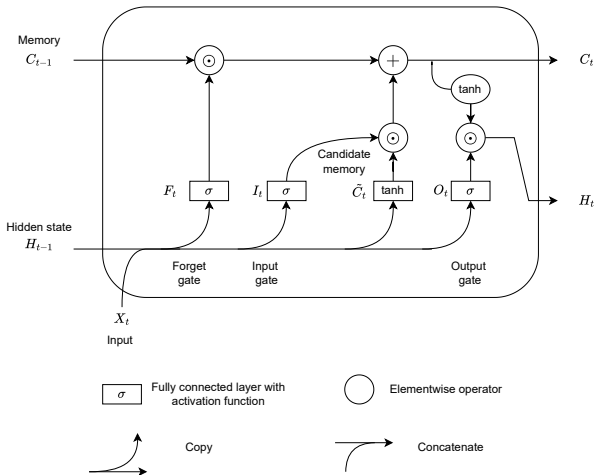 Memory
C_{t−1}
C_t
tanh
Candidate
memory
F_t
σ
I_t
σ
C̃_t
tanh
O_t
σ
H_t
Hidden state
H_{t−1}
Forget
gate
Input
gate
Output
gate
X_t
Input
σ
Fully connected layer with
activation function
Elementwise operator
Copy
Concatenate